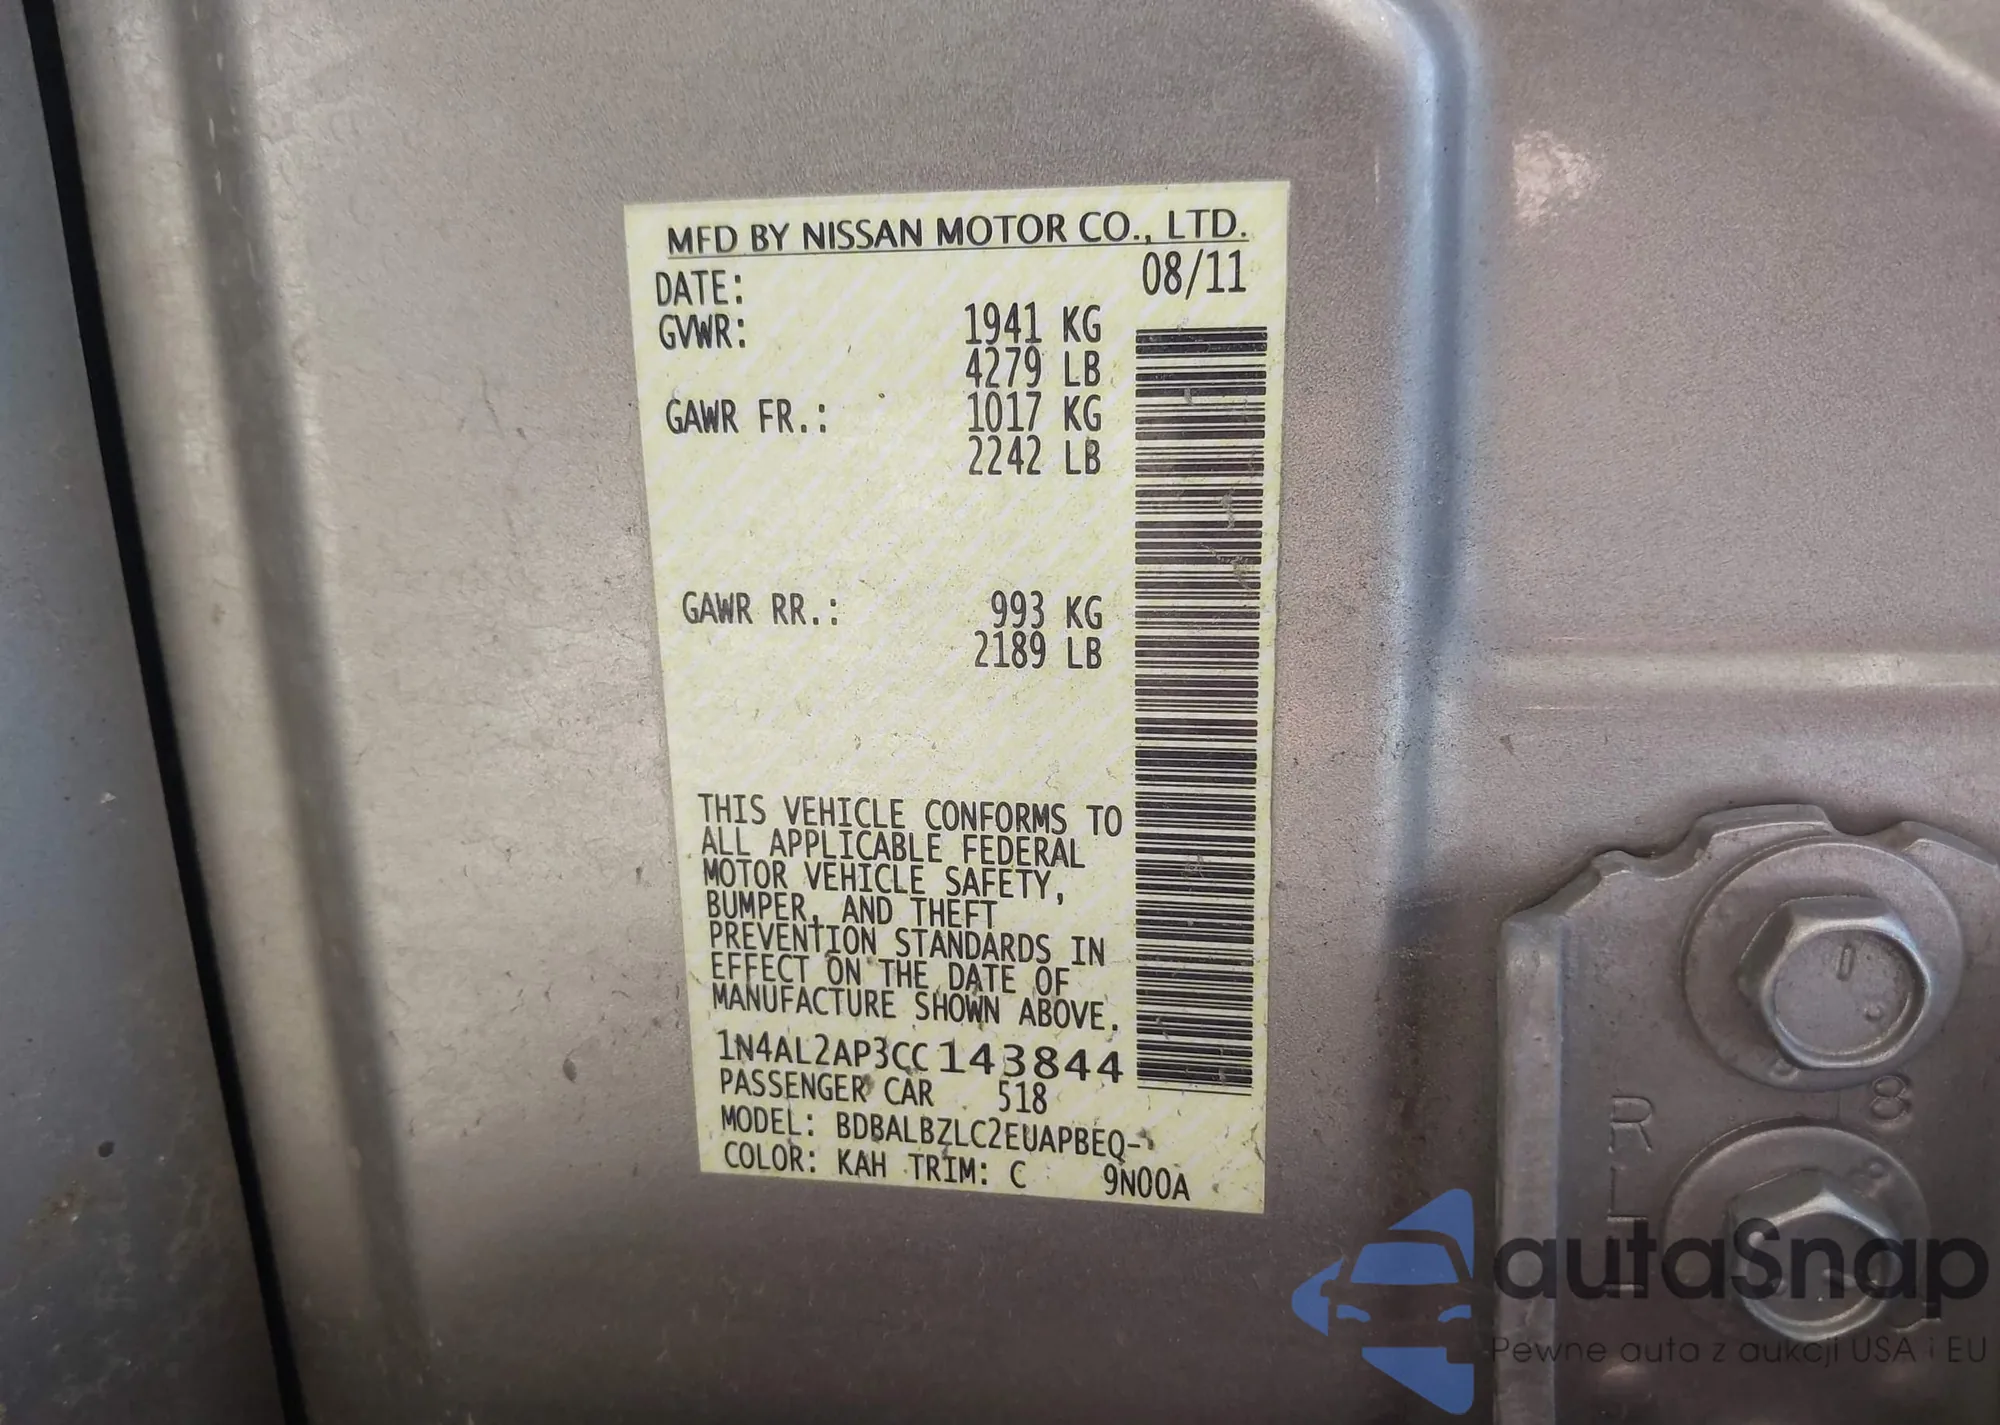 MFD BY NISSAN MOTOR CO., LTD.
DATE: 08/11
GVWR: 1941 KG
4279 LB
GAWR FR.: 1017 KG
2242 LB
GAWR RR.: 993 KG
2189 LB
THIS VEHICLE CONFORMS TO
ALL APPLICABLE FEDERAL
MOTOR VEHICLE SAFETY,
BUMPER, AND THEFT
PREVENTION STANDARDS IN
EFFECT ON THE DATE OF
MANUFACTURE SHOWN ABOVE.
1N4AL2AP3CC143844
PASSENGER CAR 518
MODEL: BDBALBZLC2EUAPBEQ-
COLOR: KAH TRIM: C 9N00A
8
R
autaSnap
Pewne auta z aukcji USA i EU